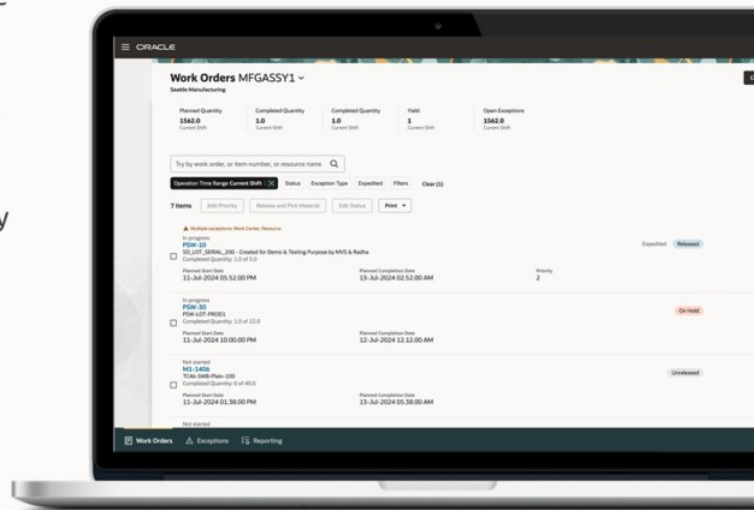 y
ORACLE
Work Orders MFGASSY1
Seattle Manufacturing
Planned Quantity Completed Quantity Completed Quantity Yield Open Exceptions
1562.0 1.0 1.0 1 1562.0
Current Shift Current Shift Current Shift Current Shift Current Shift
Try by work order, or item number, or resource name
Operation Time Range Current Shift X Status Exception Type Expedited Filters Clear (1)
7 items Edit Priority Release and Pick Material Edit Status Print
Multiple exceptions: Work Center, Resource
In progress
PSW-10 Expedited Released
SO_LOT_SERIAL_200 - Created for Demo & Testing Purpose by MVS & Radha
Completed Quantity: 1.0 of 5.0
Planned Start Date Planned Completion Date Priority
11-Jul-2024 05.52.00 PM 13-Jul-2024 02.52.00 AM 2
In progress
PSW-30 On Hold
PSW-LOT-PROD1
Completed Quantity: 1.0 of 22.0
Planned Start Date Planned Completion Date
11-Jul-2024 10.00.00 PM 12-Jul-2024 12.12.00 AM
Not started
M1-1406 Unreleased
TC46-SWB-Plain-100
Completed Quantity: 0 of 40.0
Planned Start Date Planned Completion Date
11-Jul-2024 01.38.00 PM 13-Jul-2024 05.38.00 AM
Not started
Work Orders Exceptions Reporting